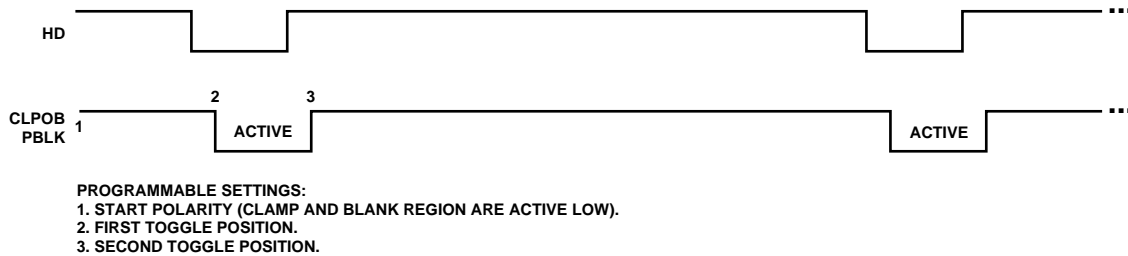 HD
...
2 3
CLPOB
PBLK
1
ACTIVE ACTIVE
...
PROGRAMMABLE SETTINGS:
1. START POLARITY (CLAMP AND BLANK REGION ARE ACTIVE LOW).
2. FIRST TOGGLE POSITION.
3. SECOND TOGGLE POSITION.